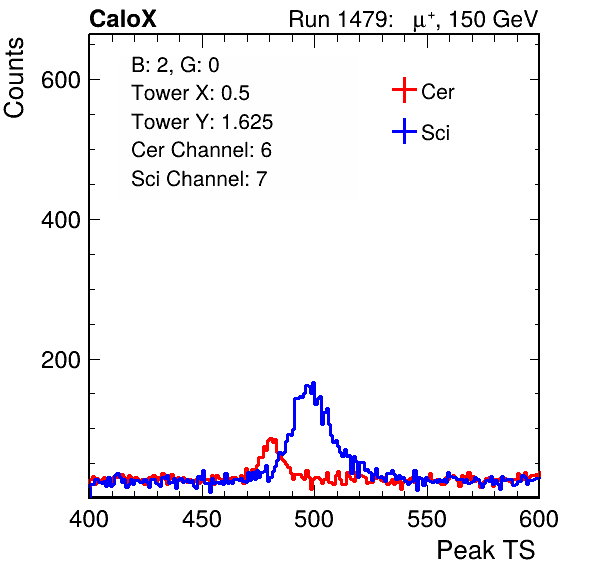 CaloX Run 1479: μ⁺, 150 GeV
B: 2, G: 0
Tower X: 0.5
Tower Y: 1.625
Cer Channel: 6
Sci Channel: 7
Cer
Sci
Counts
600
400
200
400 450 500 550 600
Peak TS